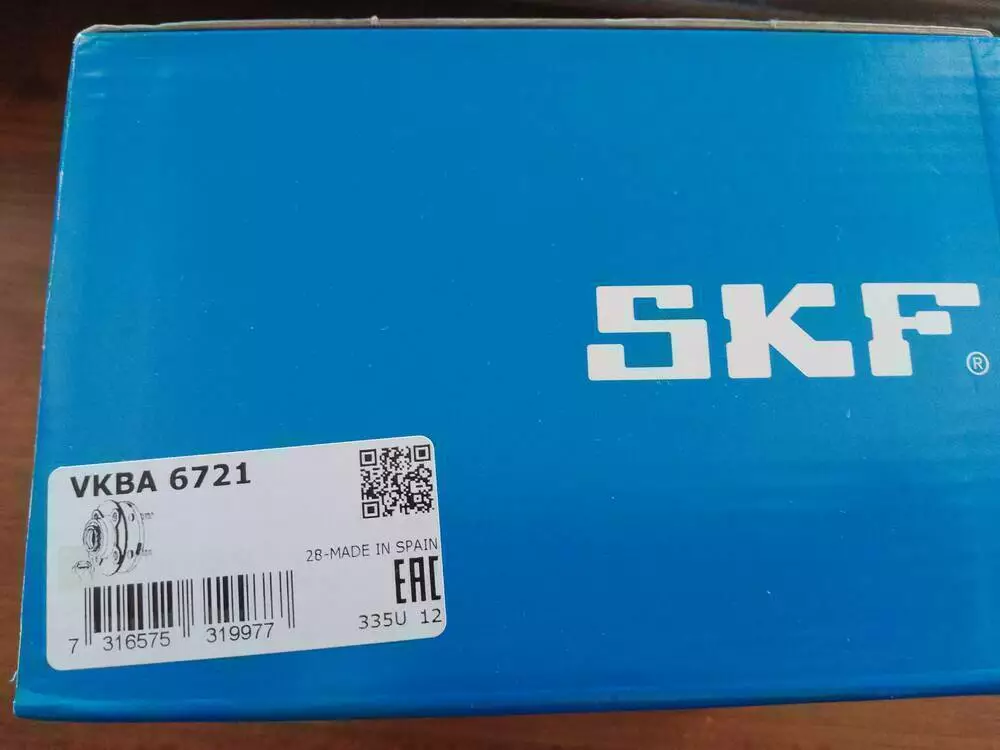 SKF®
VKBA 6721
28-MADE IN SPAIN
EAC
335U 12
7 316575 319977